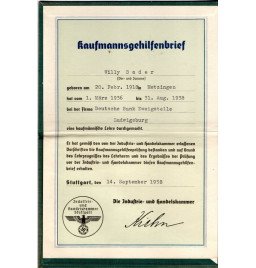 Kaufmannsgehilfenbrief
Willy Bader
(Vor- und Zuname)
geboren am 20. Febr. 1918 in Metzingen
hat vom 1. März 1936 bis 31. Aug. 1938
bei der Firma Deutsche Funk Zweigstelle
Ludwigsburg
eine kaufmännische Lehre durchgemacht.
Er hat gemäß den von der Industrie- und Handelskammer erlassenen
Vorschriften die Kaufmannsgehilfenprüfung bestanden und auf Grund
des Lehrzeugnisses des Lehrherrn und des Ergebnisses der Prüfung
von der Industrie- und Handelskammer diesen Kaufmannsgehilfen-
brief erhalten.
Stuttgart, den 14. September 1938
Die Industrie- und Handelskammer
Industrie
und
Handelskammer
Stuttgart